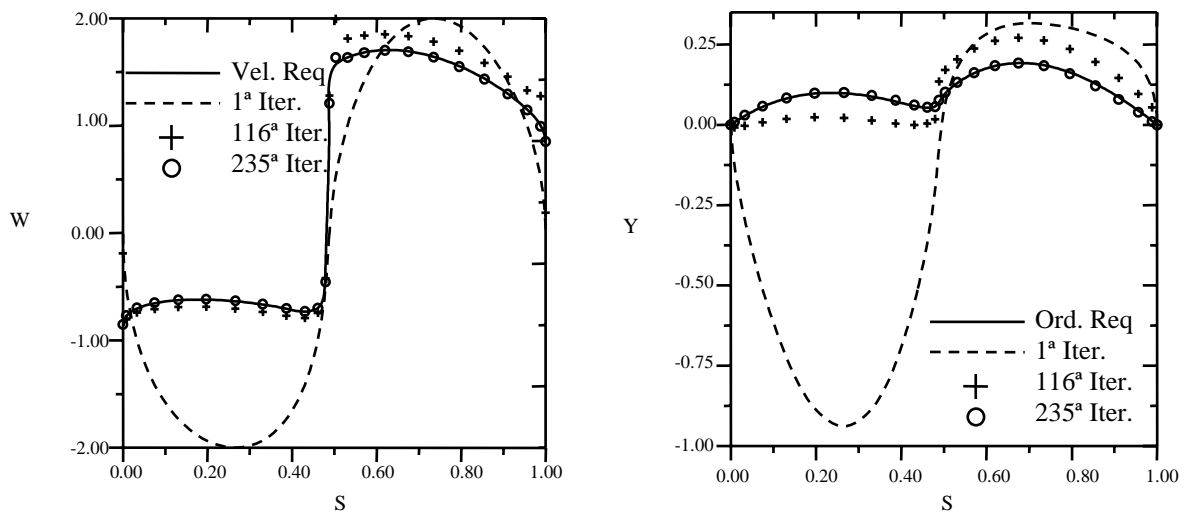 2.00
1.00
0.00
-1.00
-2.00
W
Vel. Req
1ª Iter.
116ª Iter.
235ª Iter.
0.00 0.20 0.40 0.60 0.80 1.00
S
0.25
0.00
-0.25
-0.50
-0.75
-1.00
Y
Ord. Req
1ª Iter.
116ª Iter.
235ª Iter.
0.00 0.20 0.40 0.60 0.80 1.00
S